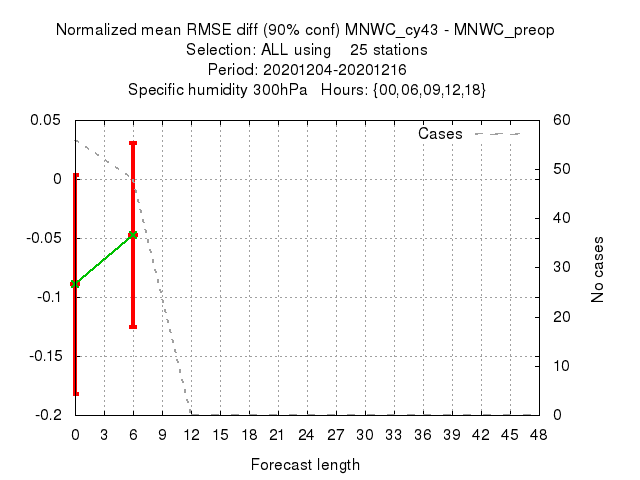 Normalized mean RMSE diff (90% conf) MNWC_cy43 - MNWC_preop
Selection: ALL using    25 stations
Period: 20201204-20201216
Specific humidity 300hPa   Hours: {00,06,09,12,18}
Cases
0.05
0
-0.05
-0.1
-0.15
-0.2
60
50
40
30
20
10
0
No cases
0 3 6 9 12 15 18 21 24 27 30 33 36 39 42 45 48
Forecast length